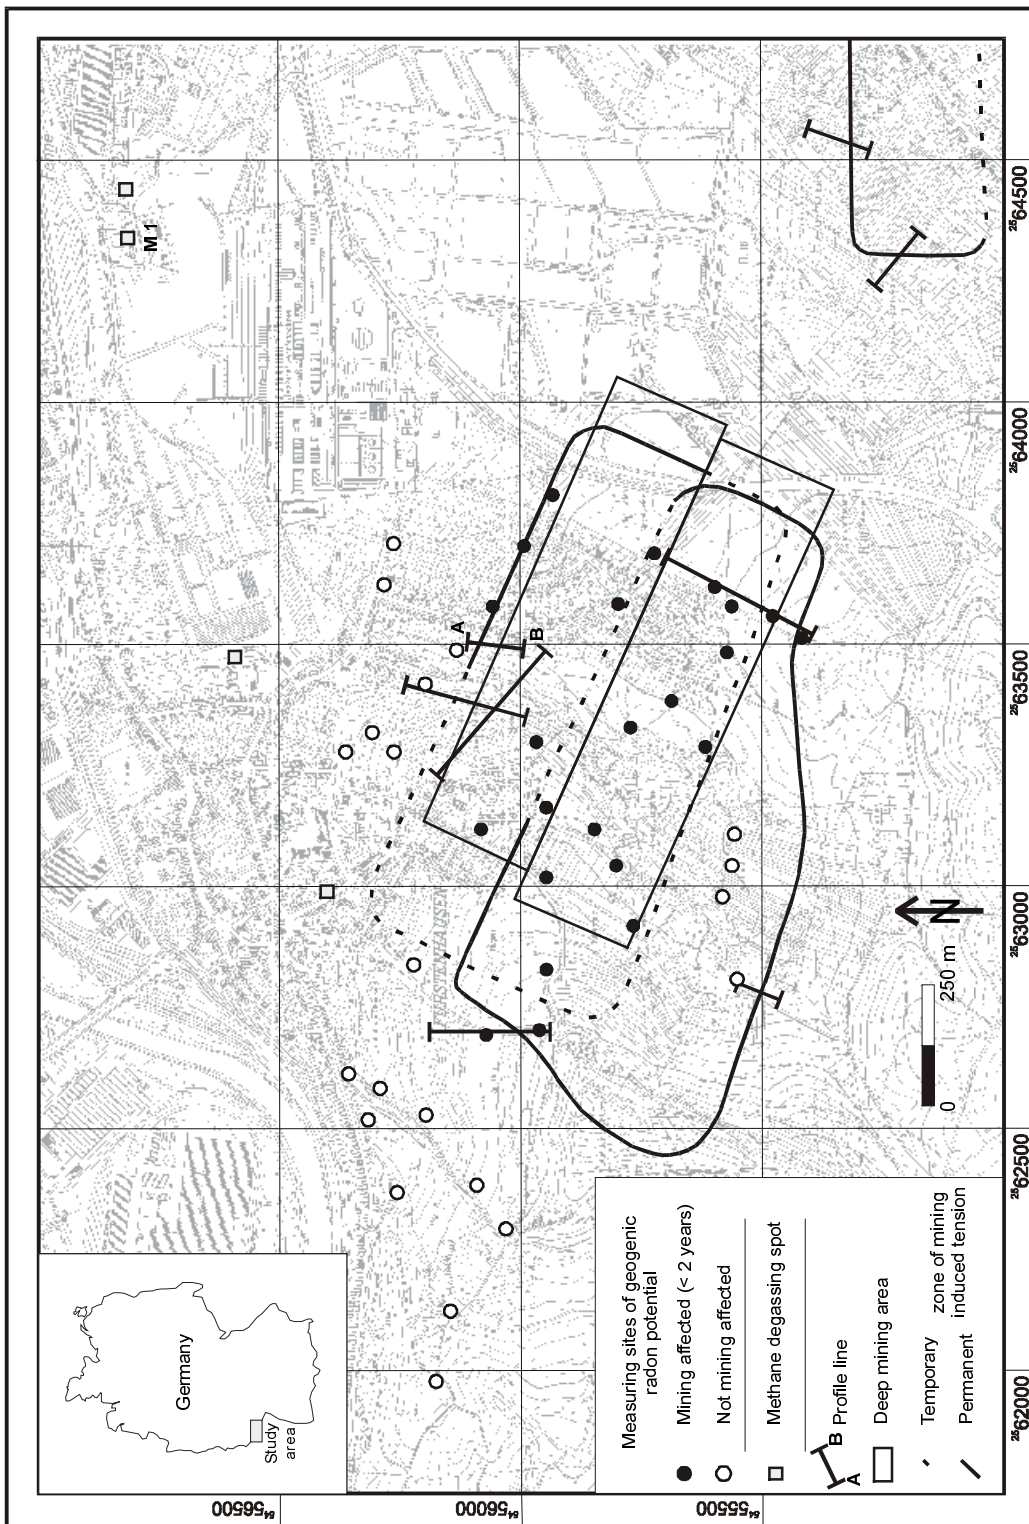 Germany
Study
area
Measuring sites of geogenic
radon potential
Mining affected (< 2 years)
Not mining affected
Methane degassing spot
A
B
Profile line
Deep mining area
Temporary
Permanent
zone of mining
induced tension
M 1
A
B
WESTERHAUSEN
N
0
250 m
⁵⁴56500
⁵⁴56000
⁵⁴55500
²⁵62000
²⁵62500
²⁵63000
²⁵63500
²⁵64000
²⁵64500